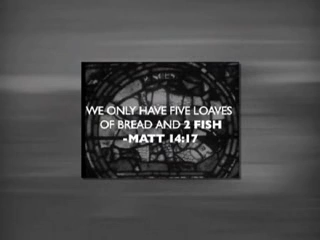 WE ONLY HAVE FIVE LOAVES
OF BREAD AND 2 FISH
-MATT 14:17